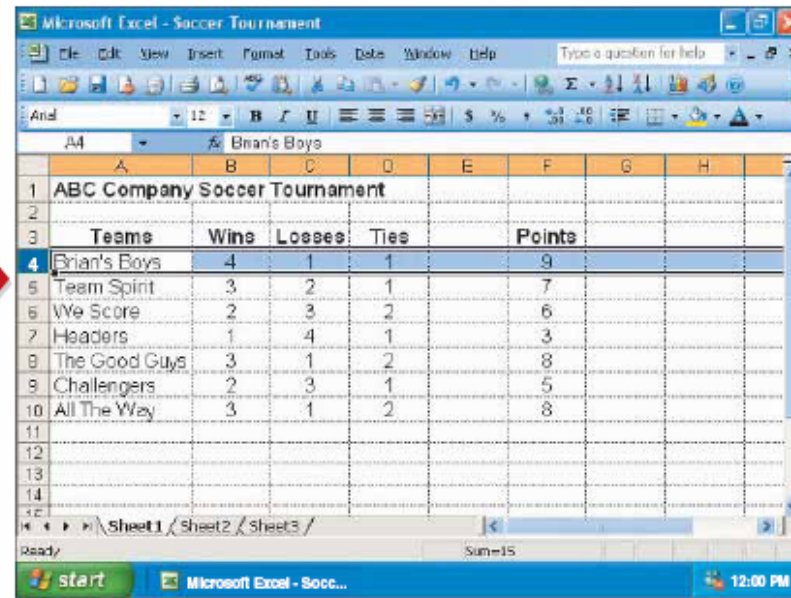 Microsoft Excel - Soccer Tournament
File Edit View Insert Format Tools Data Window Help Type a question for help
Arial 12 B I U $ %
A4 fx Brian's Boys
A B C D E F G H
1 ABC Company Soccer Tournament
2
3 Teams Wins Losses Ties Points
4 Brian's Boys 4 1 1 9
5 Team Spirit 3 2 1 7
6 We Score 2 3 2 6
7 Headers 1 4 1 3
8 The Good Guys 3 1 2 8
9 Challengers 2 3 1 5
10 All The Way 3 1 2 8
11
12
13
14
15
Sheet1 / Sheet2 / Sheet3 /
Ready Sum=15
start Microsoft Excel - Socc... 12:00 PM